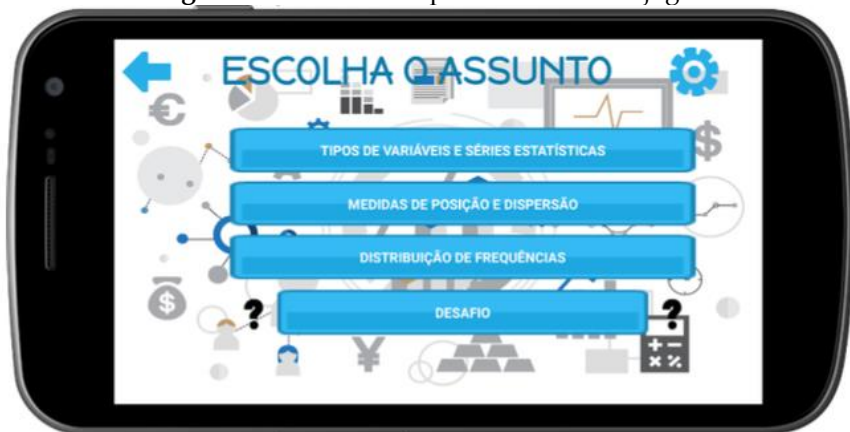 ESCOLHA O ASSUNTO
TIPOS DE VARIÁVEIS E SÉRIES ESTATÍSTICAS
MEDIDAS DE POSIÇÃO E DISPERSÃO
DISTRIBUIÇÃO DE FREQUÊNCIAS
? DESAFIO ?